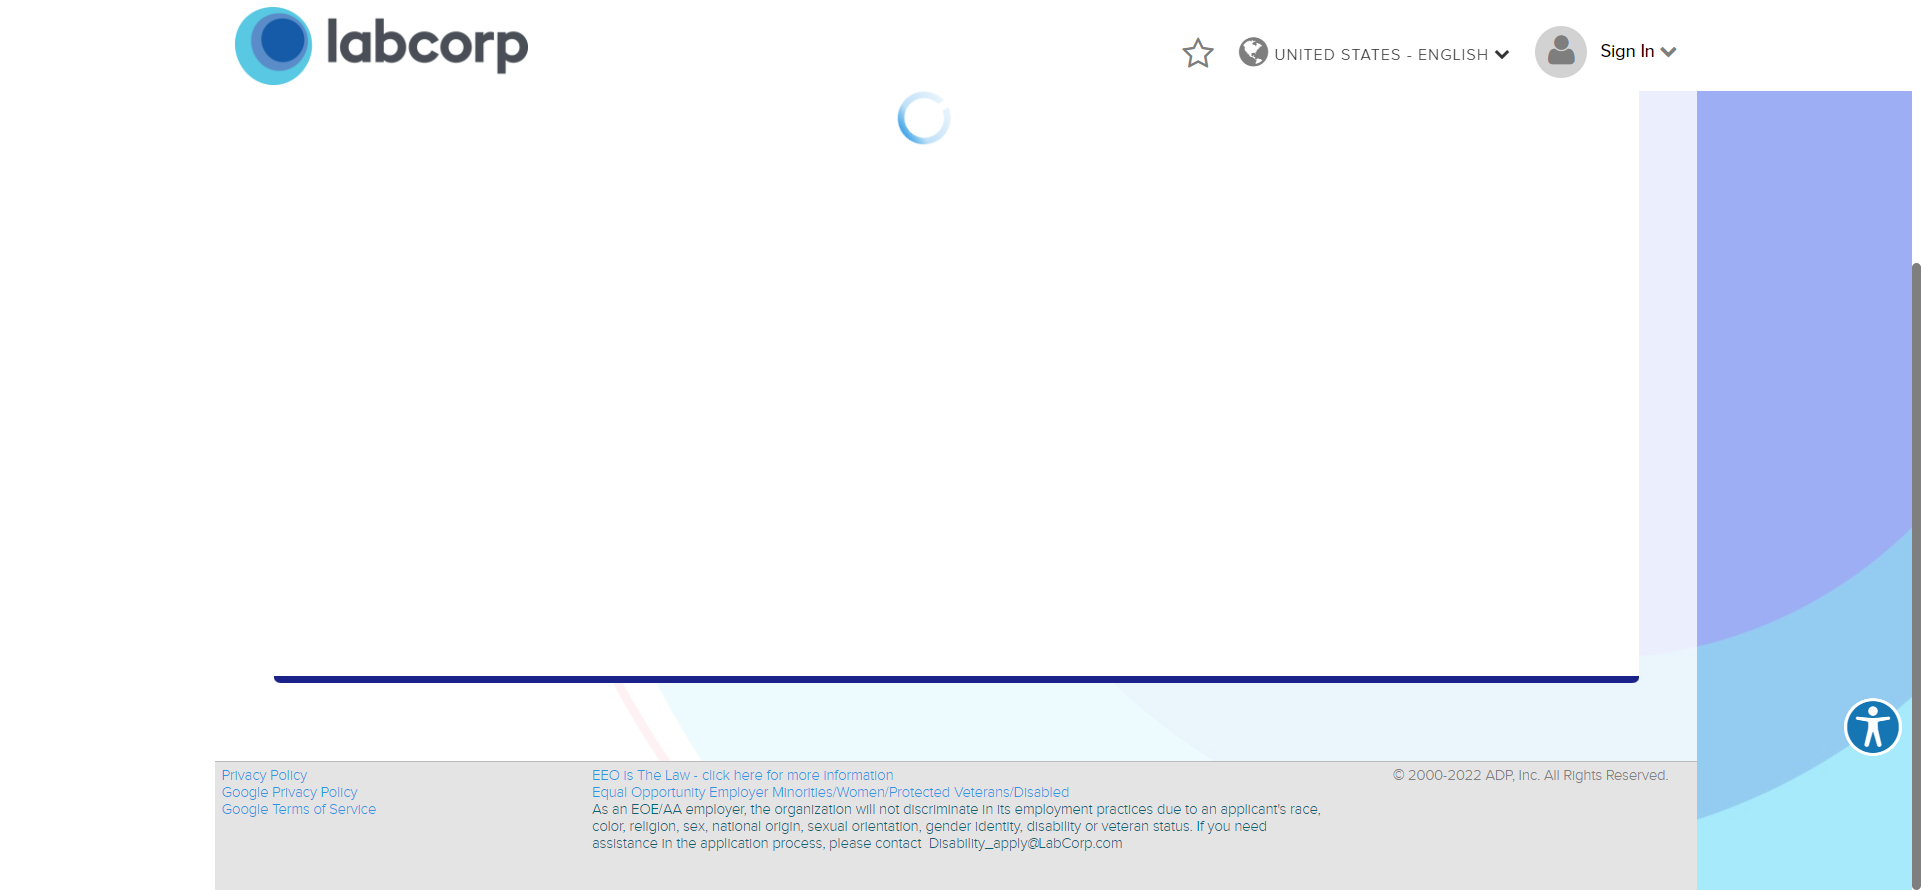 labcorp
UNITED STATES - ENGLISH
Sign In
Privacy Policy
Google Privacy Policy
Google Terms of Service
EEO is The Law - click here for more information
Equal Opportunity Employer Minorities/Women/Protected Veterans/Disabled
As an EOE/AA employer, the organization will not discriminate in its employment practices due to an applicant's race,
color, religion, sex, national origin, sexual orientation, gender identity, disability or veteran status. If you need
assistance in the application process, please contact  Disability_apply@LabCorp.com
© 2000-2022 ADP, Inc. All Rights Reserved.